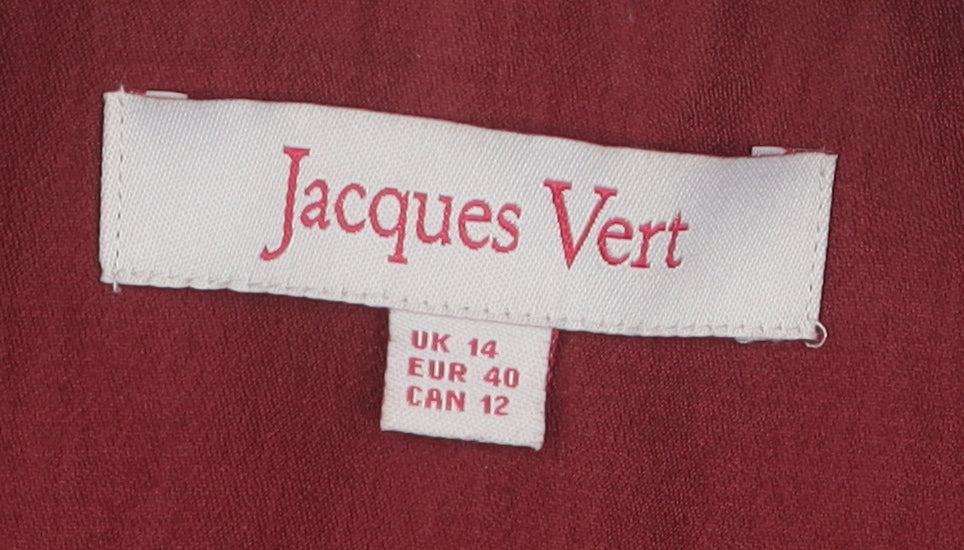 Jacques Vert
UK 14
EUR 40
CAN 12